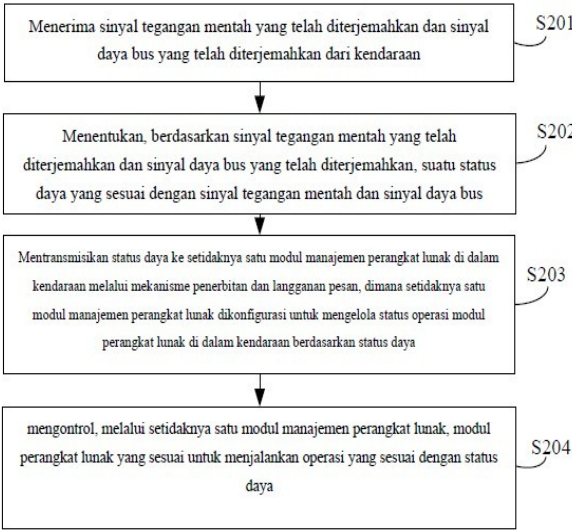 Menerima sinyal tegangan mentah yang telah diterjemahkan dan sinyal
daya bus yang telah diterjemahkan dari kendaraan
S201
Menentukan, berdasarkan sinyal tegangan mentah yang telah
diterjemahkan dan sinyal daya bus yang telah diterjemahkan, suatu status
daya yang sesuai dengan sinyal tegangan mentah dan sinyal daya bus
S202
Mentransmisikan status daya ke setidaknya satu modul manajemen perangkat lunak di dalam
kendaraan melalui mekanisme penerbitan dan langganan pesan, dimana setidaknya satu
modul manajemen perangkat lunak dikonfigurasi untuk mengelola status operasi modul
perangkat lunak di dalam kendaraan berdasarkan status daya
S203
mengontrol, melalui setidaknya satu modul manajemen perangkat lunak, modul
perangkat lunak yang sesuai untuk menjalankan operasi yang sesuai dengan status
daya
S204